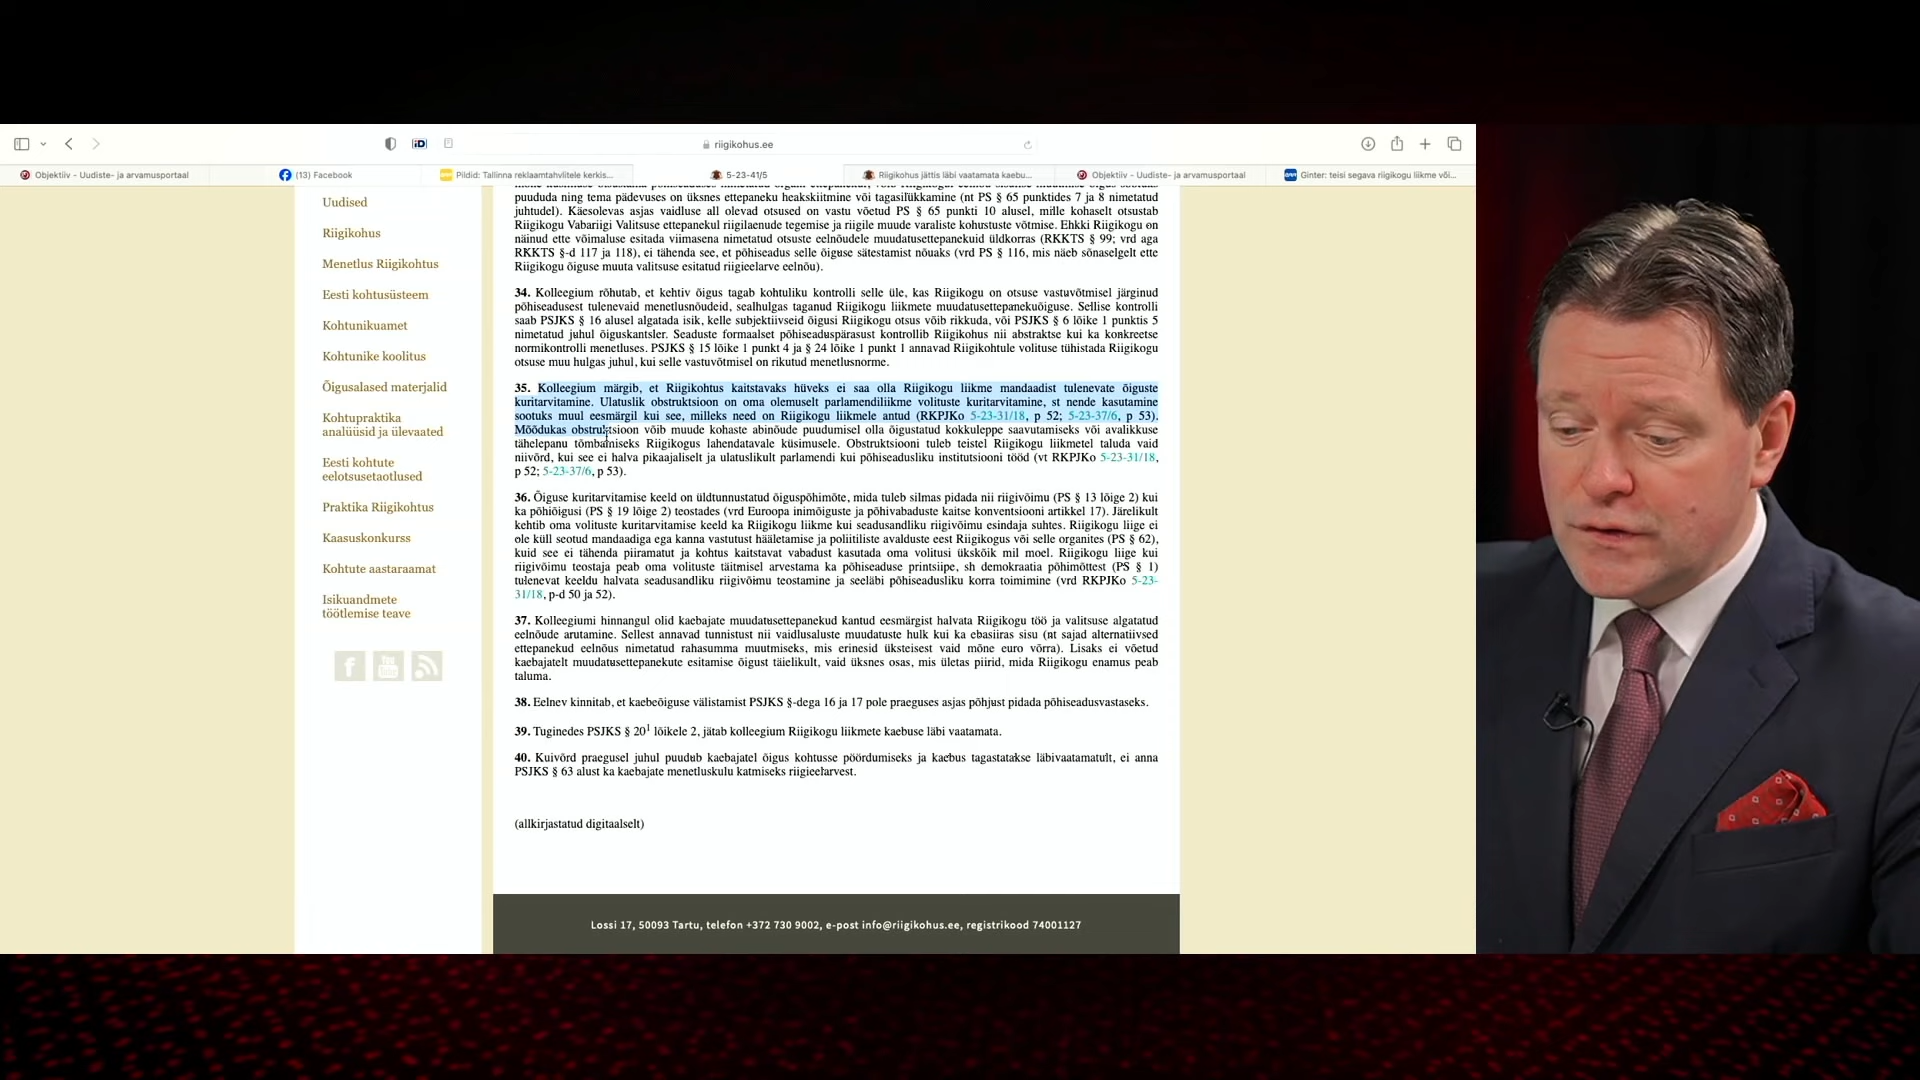 riigikohus.ee
Objektiiv - Uudiste- ja arvamusportaal
(13) Facebook
Pildid: Tallinna reklaamtahvlitele kerkis...
5-23-41/5
Riigikohus jättis läbi vaatamata kaebu...
Objektiiv - Uudiste- ja arvamusportaal
Ginter: teisi segava riigikogu liikme või...
Uudised
Riigikohus
Menetlus Riigikohtus
Eesti kohtusüsteem
Kohtunikuamet
Kohtunike koolitus
Õigusalased materjalid
Kohtupraktika
analüüsid ja ülevaated
Eesti kohtute
eelotsusetaotlused
Praktika Riigikohtus
Kaasuskonkurss
Kohtute aastaraamat
Isikuandmete
töötlemise teave
puududa ning tema pädevuses on üksnes ettepaneku heakskiitmine või tagasilükkamine (nt PS § 65 punktides 7 ja 8 nimetatud
juhtudel). Käesolevas asjas vaidluse all olevad otsused on vastu võetud PS § 65 punkti 10 alusel, mille kohaselt otsustab
Riigikogu Vabariigi Valitsuse ettepanekul riigilaenude tegemise ja riigile muude varaliste kohustuste võtmise. Ehkki Riigikogu on
näinud ette võimaluse esitada viimasena nimetatud otsuste eelnõudele muudatusettepanekuid üldkorras (RKKTS § 99; vrd aga
RKKTS §-d 117 ja 118), ei tähenda see, et põhiseadus selle õiguse sätestamist nõuaks (vrd PS § 116, mis näeb sõnaselgelt ette
Riigikogu õiguse muuta valitsuse esitatud riigieelarve eelnõu).
34. Kolleegium rõhutab, et kehtiv õigus tagab kohtuliku kontrolli selle üle, kas Riigikogu on otsuse vastuvõtmisel järginud
põhiseadusest tulenevaid menetlusnõudeid, sealhulgas taganud Riigikogu liikmete muudatusettepanekuõiguse. Sellise kontrolli
saab PSJKS § 16 alusel algatada isik, kelle subjektiivseid õigusi Riigikogu otsus võib rikkuda, või PSJKS § 6 lõike 1 punktis 5
nimetatud juhul õiguskantsler. Seaduste formaalset põhiseaduspärasust kontrollib Riigikohus nii abstraktse kui ka konkreetse
normikontrolli menetluses. PSJKS § 15 lõike 1 punkt 4 ja § 24 lõike 1 punkt 1 annavad Riigikohtule volituse tühistada Riigikogu
otsuse muu hulgas juhul, kui selle vastuvõtmisel on rikutud menetlusnorme.
35. Kolleegium märgib, et Riigikohtus kaitstavaks hüveks ei saa olla Riigikogu liikme mandaadist tulenevate õiguste
kuritarvitamine. Ulatuslik obstruktsioon on oma olemuselt parlamendiliikme volituste kuritarvitamine, st nende kasutamine
sootuks muul eesmärgil kui see, milleks need on Riigikogu liikmele antud (RKPJKo 5-23-31/18, p 52; 5-23-37/6, p 53).
Mõõdukas obstruktsioon võib muude kohaste abinõude puudumisel olla õigustatud kokkuleppe saavutamiseks või avalikkuse
tähelepanu tõmbamiseks Riigikogus lahendatavale küsimusele. Obstruktsiooni tuleb teistel Riigikogu liikmetel taluda vaid
niivõrd, kui see ei halva pikaajaliselt ja ulatuslikult parlamendi kui põhiseadusliku institutsiooni tööd (vt RKPJKo 5-23-31/18,
p 52; 5-23-37/6, p 53).
36. Õiguse kuritarvitamise keeld on üldtunnustatud õiguspõhimõte, mida tuleb silmas pidada nii riigivõimu (PS § 13 lõige 2) kui
ka põhiõigusi (PS § 19 lõige 2) teostades (vrd Euroopa inimõiguste ja põhivabaduste kaitse konventsiooni artikkel 17). Järelikult
kehtib oma volituste kuritarvitamise keeld ka Riigikogu liikme kui seadusandliku riigivõimu esindaja suhtes. Riigikogu liige ei
ole küll seotud mandaadiga ega kanna vastutust hääletamise ja poliitiliste avalduste eest Riigikogus või selle organites (PS § 62),
kuid see ei tähenda piiramatut ja kohtus kaitstavat vabadust kasutada oma volitusi ükskõik mil moel. Riigikogu liige kui
riigivõimu teostaja peab oma volituste täitmisel arvestama ka põhiseaduse printsiipe, sh demokraatia põhimõttest (PS § 1)
tulenevat keeldu halvata seadusandliku riigivõimu teostamine ja seeläbi põhiseadusliku korra toimimine (vrd RKPJKo 5-23-
31/18, p-d 50 ja 52).
37. Kolleegiumi hinnangul olid kaebajate muudatusettepanekud kantud eesmärgist halvata Riigikogu töö ja valitsuse algatatud
eelnõude arutamine. Sellest annavad tunnistust nii vaidlusaluste muudatuste hulk kui ka ebasiiras sisu (nt sajad alternatiivsed
ettepanekud eelnõus nimetatud rahasumma muutmiseks, mis erinesid üksteisest vaid mõne euro võrra). Lisaks ei võetud
kaebajatelt muudatusettepanekute esitamise õigust täielikult, vaid üksnes osas, mis ületas piirid, mida Riigikogu enamus peab
taluma.
38. Eelnev kinnitab, et kaebeõiguse välistamist PSJKS §-dega 16 ja 17 pole praeguses asjas põhjust pidada põhiseadusvastaseks.
39. Tuginedes PSJKS § 20¹ lõikele 2, jätab kolleegium Riigikogu liikmete kaebuse läbi vaatamata.
40. Kuivõrd praegusel juhul puudub kaebajatel õigus kohtusse pöördumiseks ja kaebus tagastatakse läbivaatamatult, ei anna
PSJKS § 63 alust ka kaebajate menetluskulu katmiseks riigieelarvest.
(allkirjastatud digitaalselt)
Lossi 17, 50093 Tartu, telefon +372 730 9002, e-post info@riigikohus.ee, registrikood 74001127